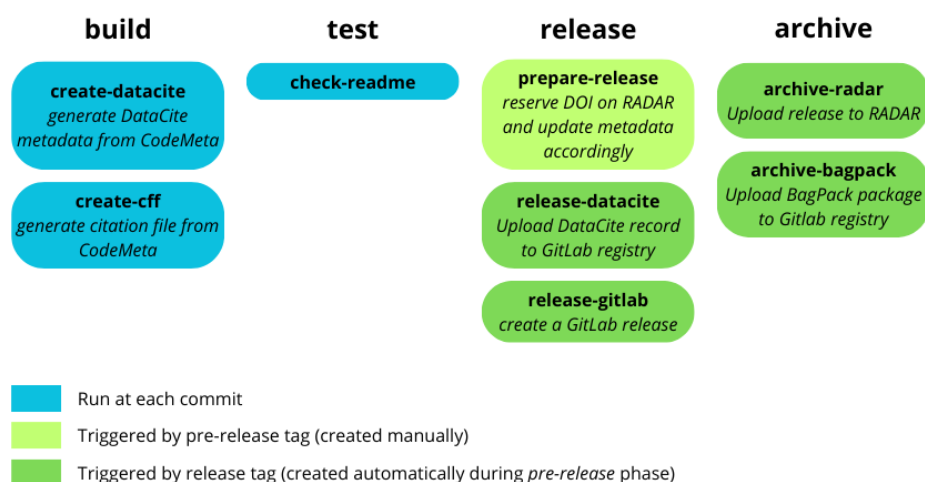 build
create-datacite
generate DataCite
metadata from CodeMeta
create-cff
generate citation file from
CodeMeta
test
check-readme
release
prepare-release
reserve DOI on RADAR
and update metadata
accordingly
release-datacite
Upload DataCite record
to GitLab registry
release-gitlab
create a GitLab release
archive
archive-radar
Upload release to RADAR
archive-bagpack
Upload BagPack package
to Gitlab registry
Run at each commit
Triggered by pre-release tag (created manually)
Triggered by release tag (created automatically during pre-release phase)